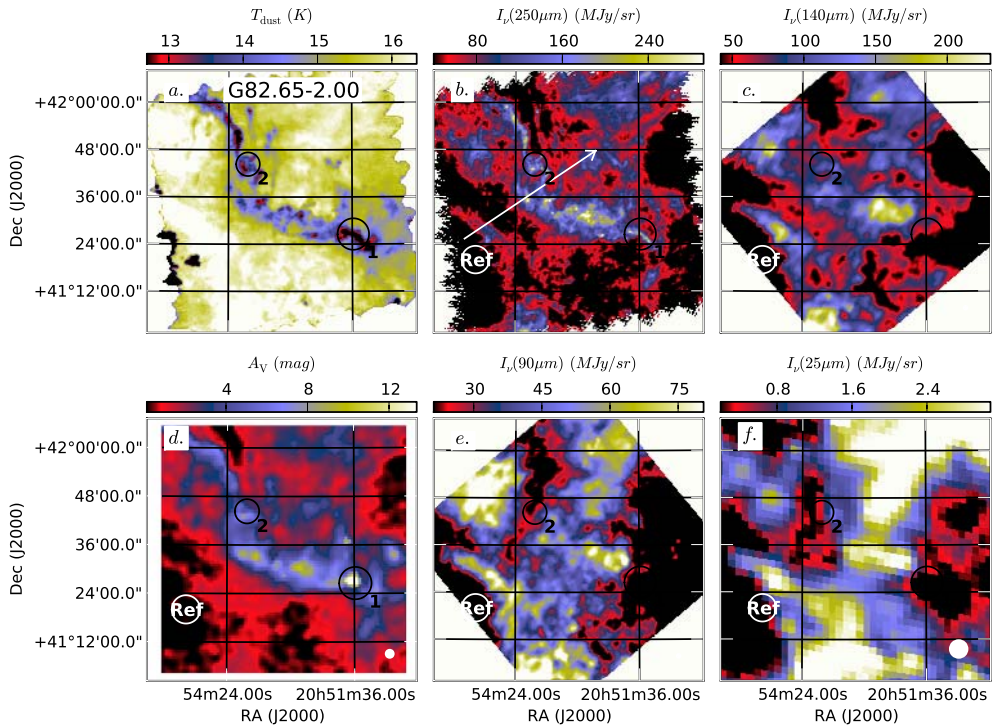 T_dust (K)
I_ν(250μm) (MJy/sr)
I_ν(140μm) (MJy/sr)
13 14 15 16
80 160 240
50 100 150 200
a. G82.65-2.00
b.
c.
+42°00'00.0"
48'00.0"
36'00.0"
24'00.0"
+41°12'00.0"
Dec (J2000)
2
1
2
1
Ref
2
Ref
A_V (mag)
I_ν(90μm) (MJy/sr)
I_ν(25μm) (MJy/sr)
4 8 12
30 45 60 75
0.8 1.6 2.4
d.
e.
f.
+42°00'00.0"
48'00.0"
36'00.0"
24'00.0"
+41°12'00.0"
Dec (J2000)
2
1
Ref
2
Ref
2
Ref
54m24.00s 20h51m36.00s
54m24.00s 20h51m36.00s
54m24.00s 20h51m36.00s
RA (J2000)
RA (J2000)
RA (J2000)